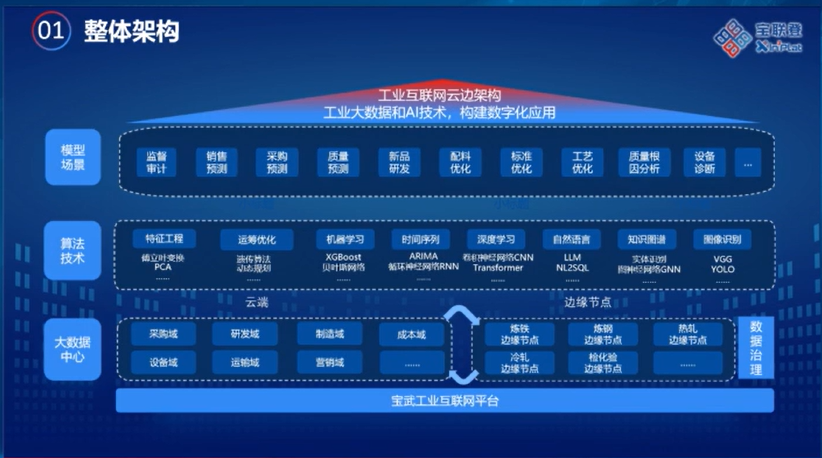 01 整体架构
宝联登
XinPlat
工业互联网云边架构
工业大数据和AI技术，构建数字化应用
模型
场景
监督
审计
销售
预测
采购
预测
质量
预测
新品
研发
配料
优化
标准
优化
工艺
优化
质量根
因分析
设备
诊断
...
算法
技术
特征工程
傅立叶变换
PCA
......
运筹优化
遗传算法
动态规划
......
机器学习
XGBoost
贝叶斯网络
......
时间序列
ARIMA
循环神经网络RNN
......
深度学习
卷积神经网络CNN
Transformer
......
自然语言
LLM
NL2SQL
......
知识图谱
实体识别
图神经网络GNN
......
图像识别
VGG
YOLO
......
云端
边缘节点
大数据
中心
采购域
研发域
制造域
成本域
设备域
运输域
营销域
......
炼铁
边缘节点
炼钢
边缘节点
热轧
边缘节点
冷轧
边缘节点
检化验
边缘节点
......
数据治理
宝武工业互联网平台